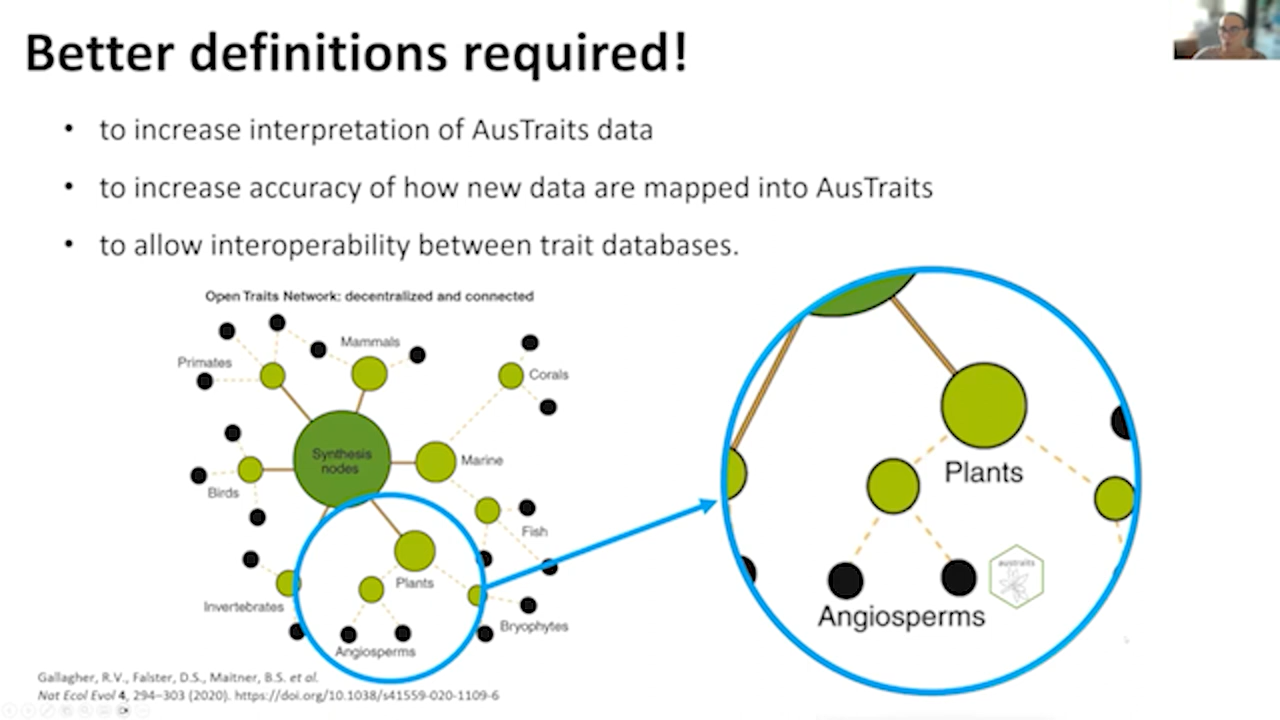 Better definitions required!
• to increase interpretation of AusTraits data
• to increase accuracy of how new data are mapped into AusTraits
• to allow interoperability between trait databases.
Open Traits Network: decentralized and connected
Mammals
Primates
Corals
Synthesis
nodes
Marine
Birds
Fish
Plants
Invertebrates
Bryophytes
Angiosperms
Plants
austraits
Angiosperms
Gallagher, R.V., Falster, D.S., Maitner, B.S. et al.
Nat Ecol Evol 4, 294–303 (2020). https://doi.org/10.1038/s41559-020-1109-6